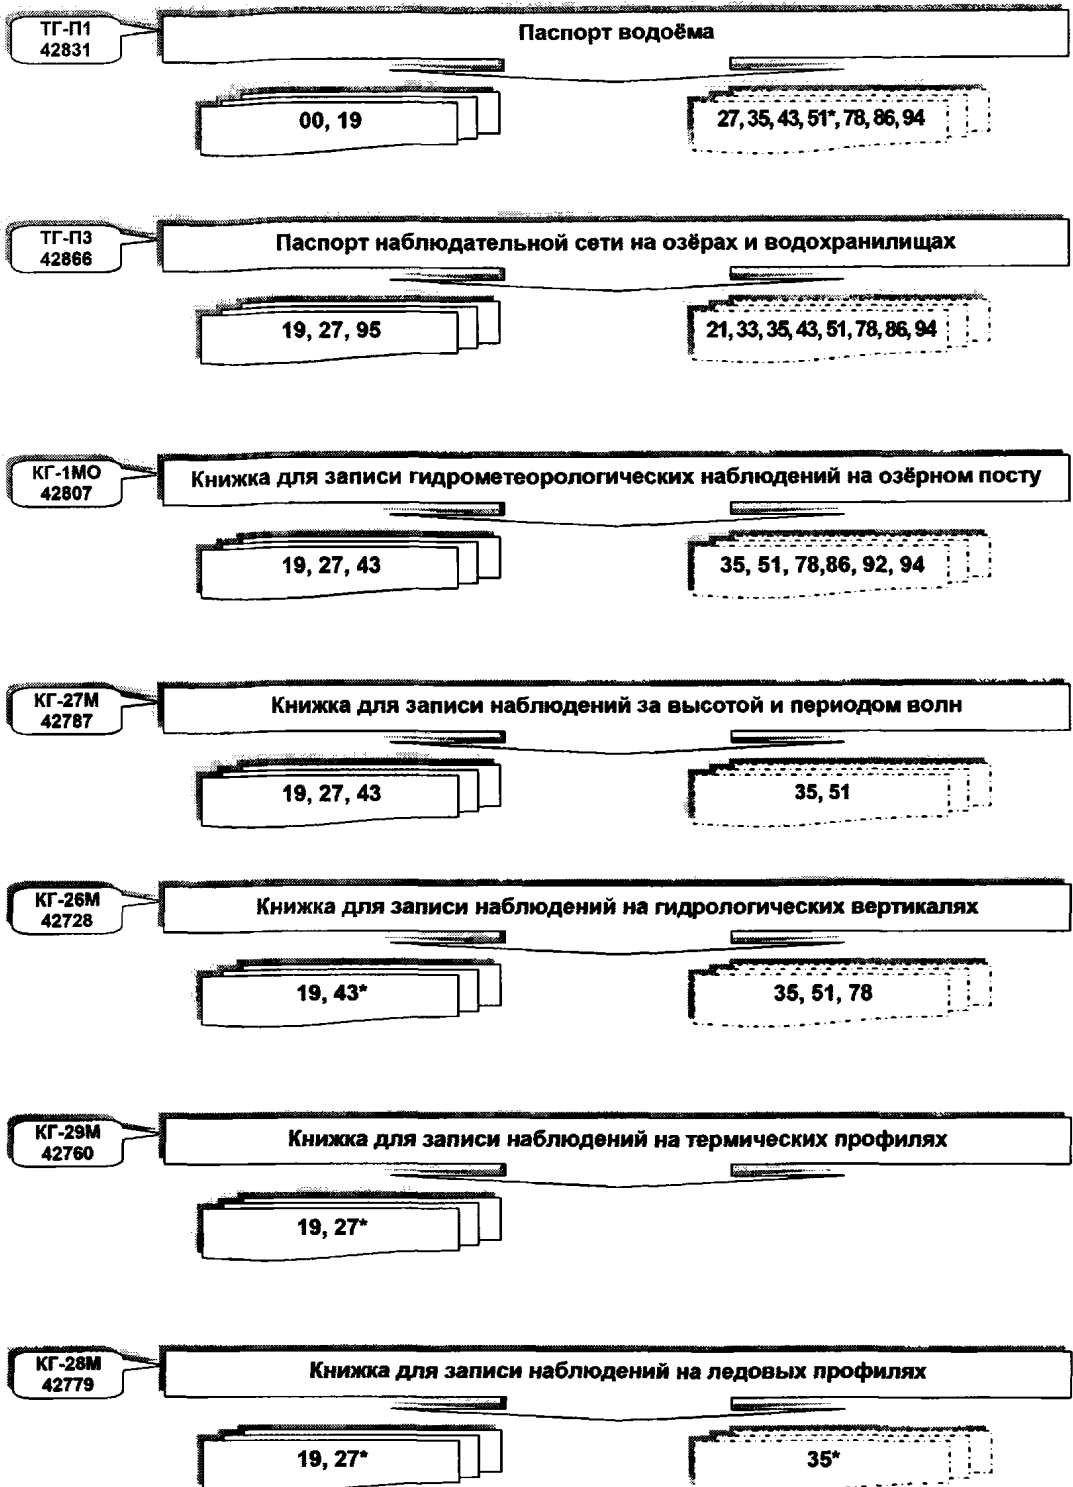 ТГ-П1
42831
Паспорт водоёма
00, 19
27, 35, 43, 51*, 78, 86, 94
ТГ-П3
42866
Паспорт наблюдательной сети на озёрах и водохранилищах
19, 27, 95
21, 33, 35, 43, 51, 78, 86, 94
КГ-1МО
42807
Книжка для записи гидрометеорологических наблюдений на озёрном посту
19, 27, 43
35, 51, 78,86, 92, 94
КГ-27М
42787
Книжка для записи наблюдений за высотой и периодом волн
19, 27, 43
35, 51
КГ-26М
42728
Книжка для записи наблюдений на гидрологических вертикалях
19, 43*
35, 51, 78
КГ-29М
42760
Книжка для записи наблюдений на термических профилях
19, 27*
КГ-28М
42779
Книжка для записи наблюдений на ледовых профилях
19, 27*
35*